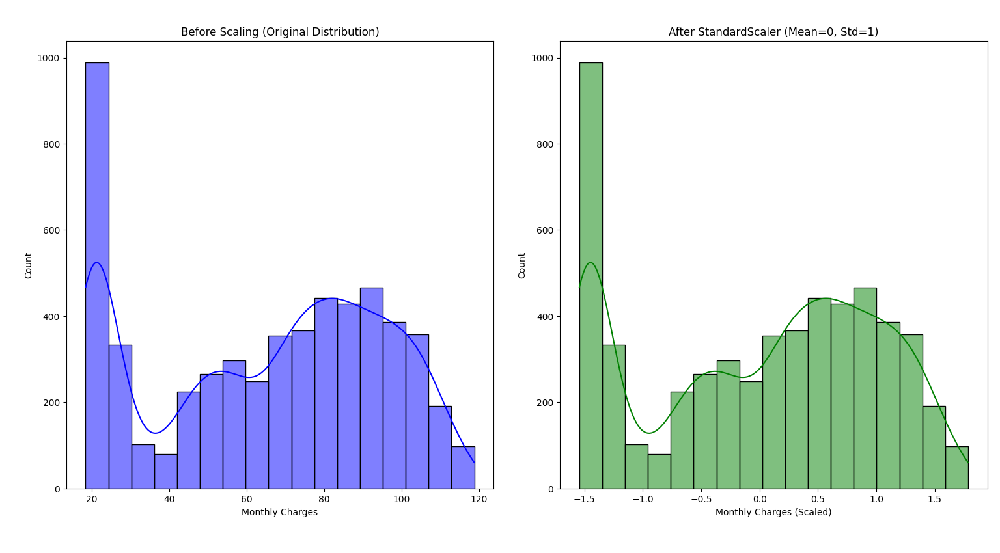 Before Scaling (Original Distribution)
1000
800
600
400
200
0
Count
20 40 60 80 100 120
Monthly Charges
After StandardScaler (Mean=0, Std=1)
1000
800
600
400
200
0
Count
−1.5 −1.0 −0.5 0.0 0.5 1.0 1.5
Monthly Charges (Scaled)